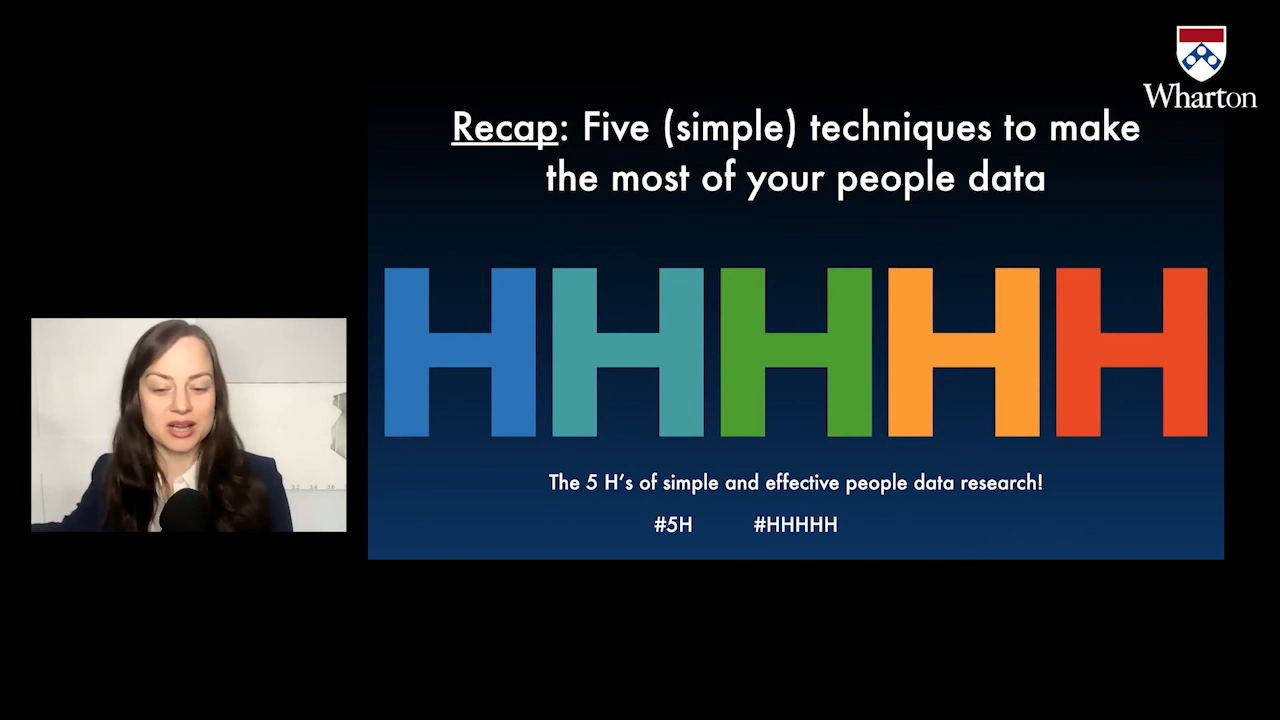 Wharton
Recap: Five (simple) techniques to make
the most of your people data
HHHHH
The 5 H's of simple and effective people data research!
#5H #HHHHH